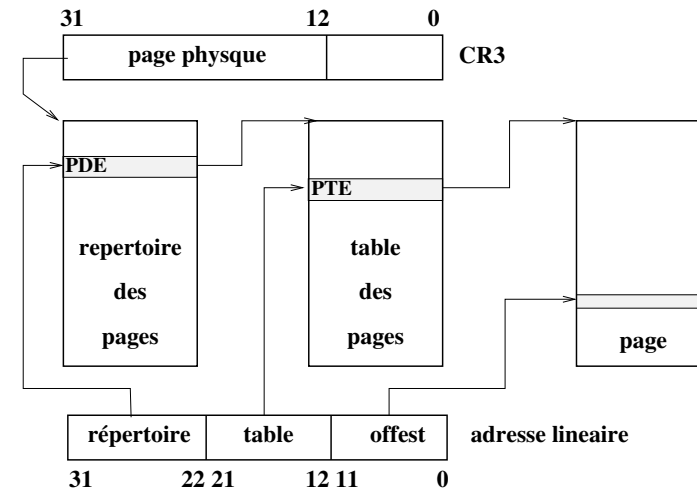 31 12 0
page physque CR3
PDE
PTE
repertoire
des
pages
table
des
pages
page
répertoire table offest adresse lineaire
31 22 21 12 11 0